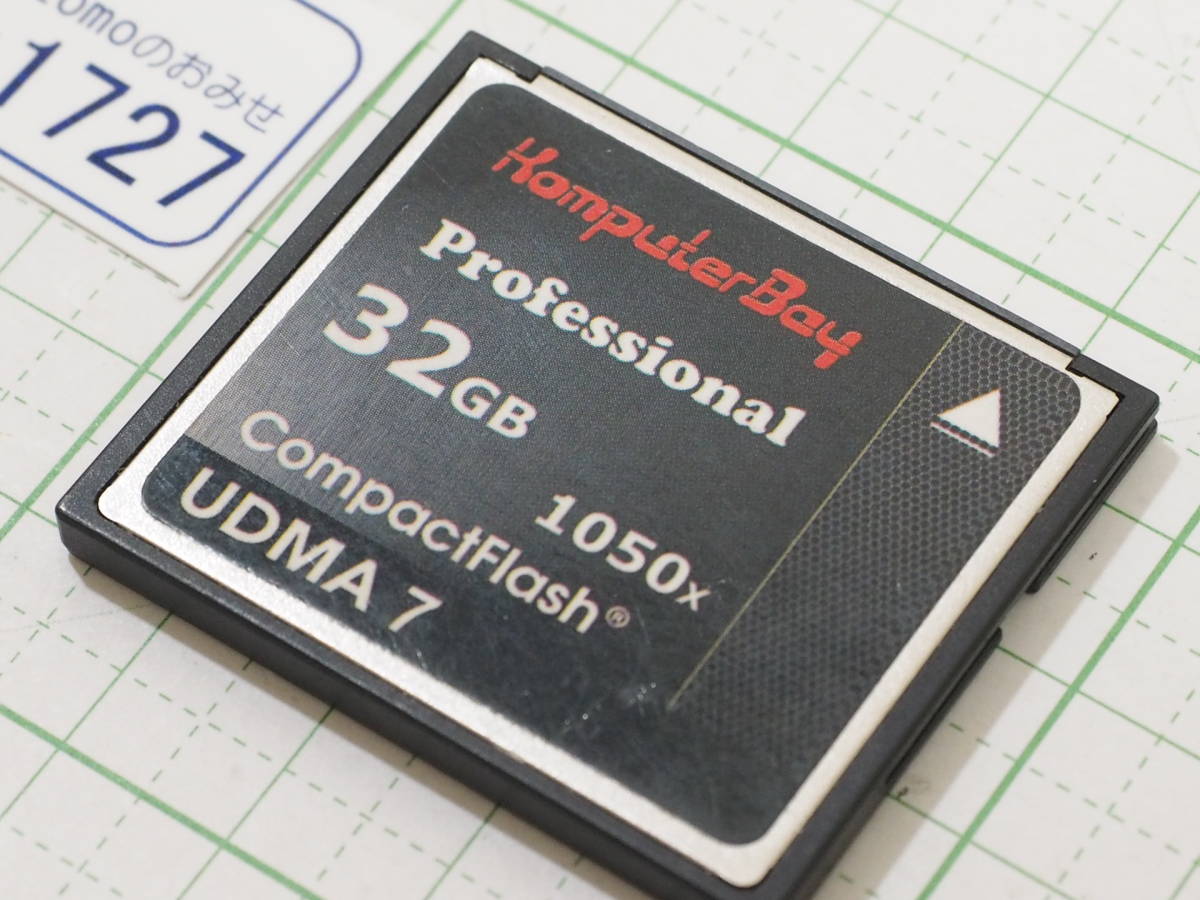 omoのおみせ
1727
KomputerBay
Professional
32GB
1050x
CompactFlash®
UDMA 7